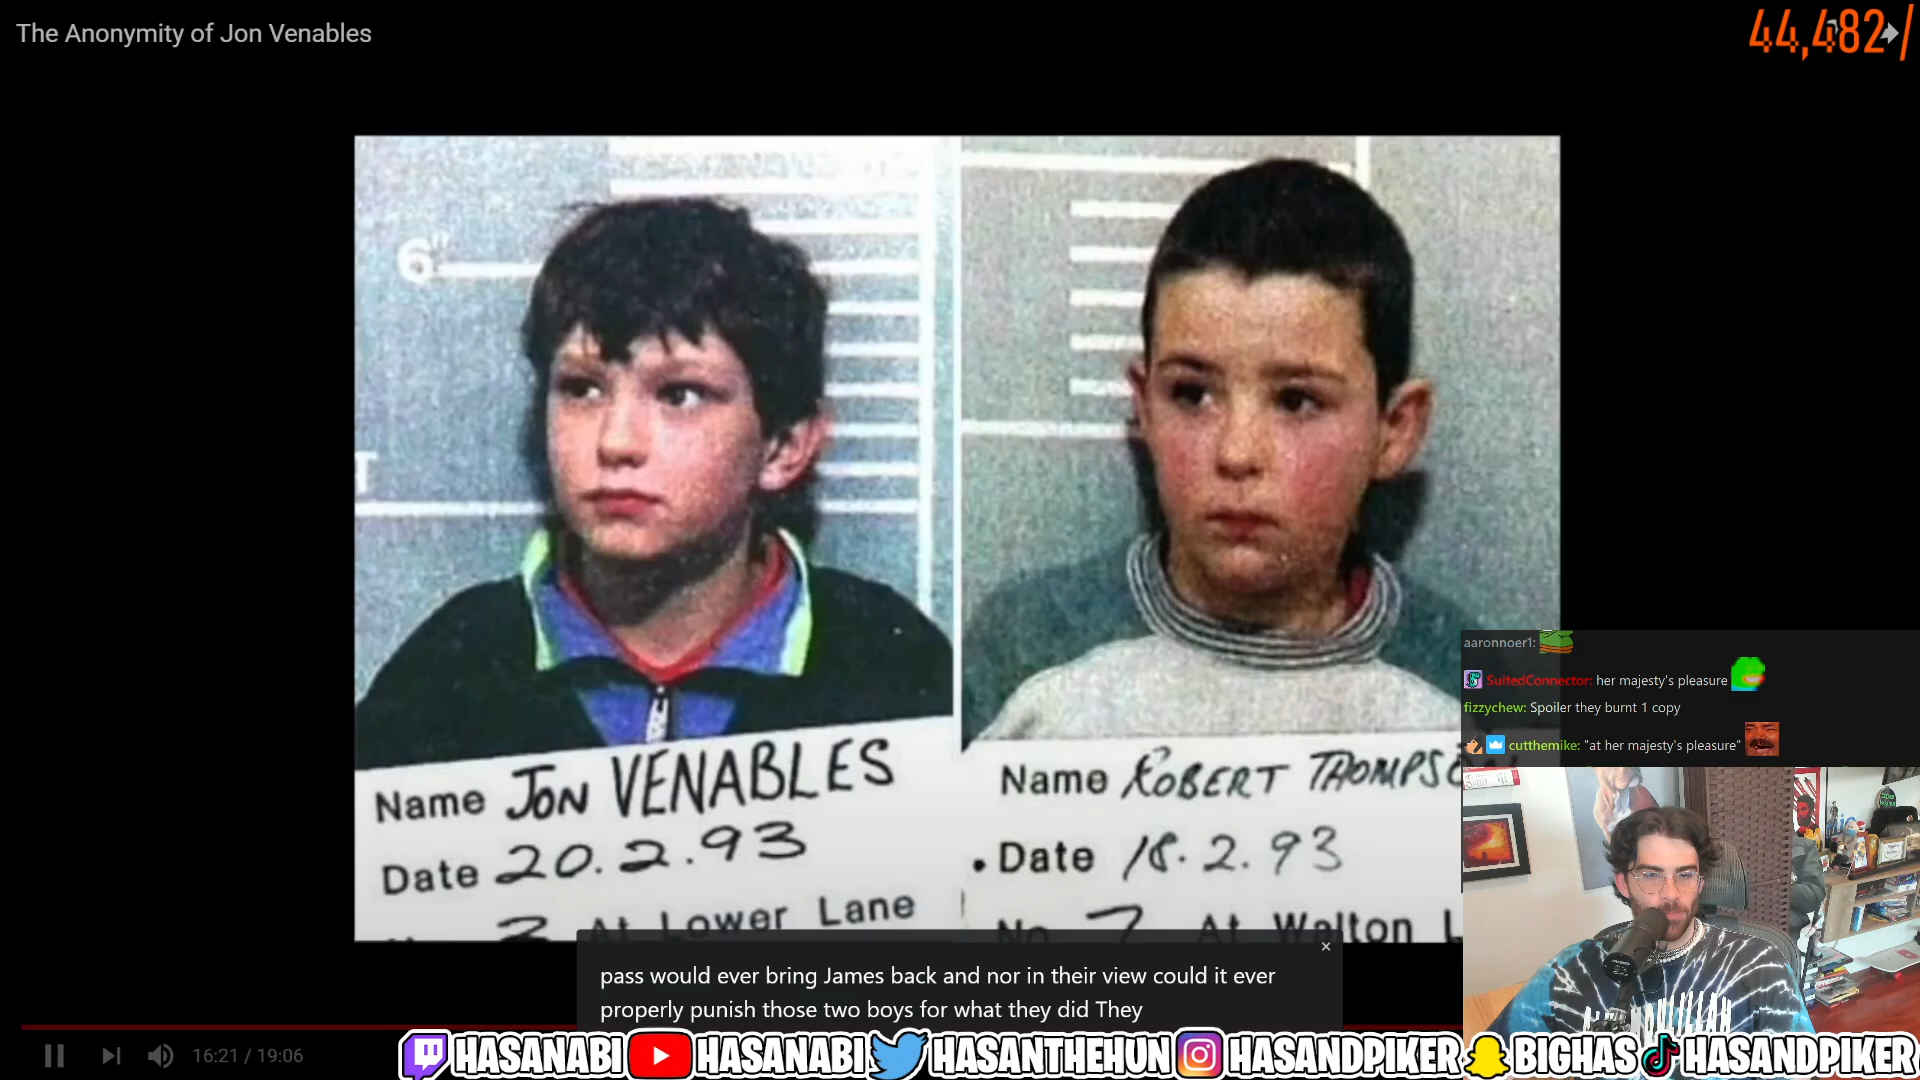 The Anonymity of Jon Venables
44,482/
6"
T
Name JON VENABLES
Date 20.2.93
3 At Lower Lane
Name ROBERT THOMPSO
Date 18.2.93
No 7 At Walton L
aaronnoer1:
SuitedConnector: her majesty's pleasure
fizzychew: Spoiler they burnt 1 copy
cutthemike: "at her majesty's pleasure"
pass would ever bring James back and nor in their view could it ever
properly punish those two boys for what they did They
16:21 / 19:06
HASANABI HASANABI HASANTHEHUN HASANDPIKER BIGHAS HASANDPIKER